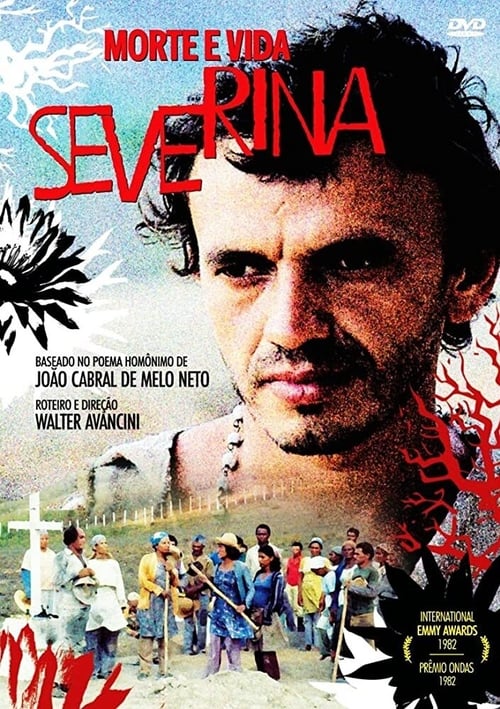 DVD
MORTE E VIDA
SEVERINA
BASEADO NO POEMA HOMÔNIMO DE
JOÃO CABRAL DE MELO NETO
ROTEIRO E DIREÇÃO
WALTER AVANCINI
INTERNATIONAL
EMMY AWARDS
1982
PRÊMIO ONDAS
1982